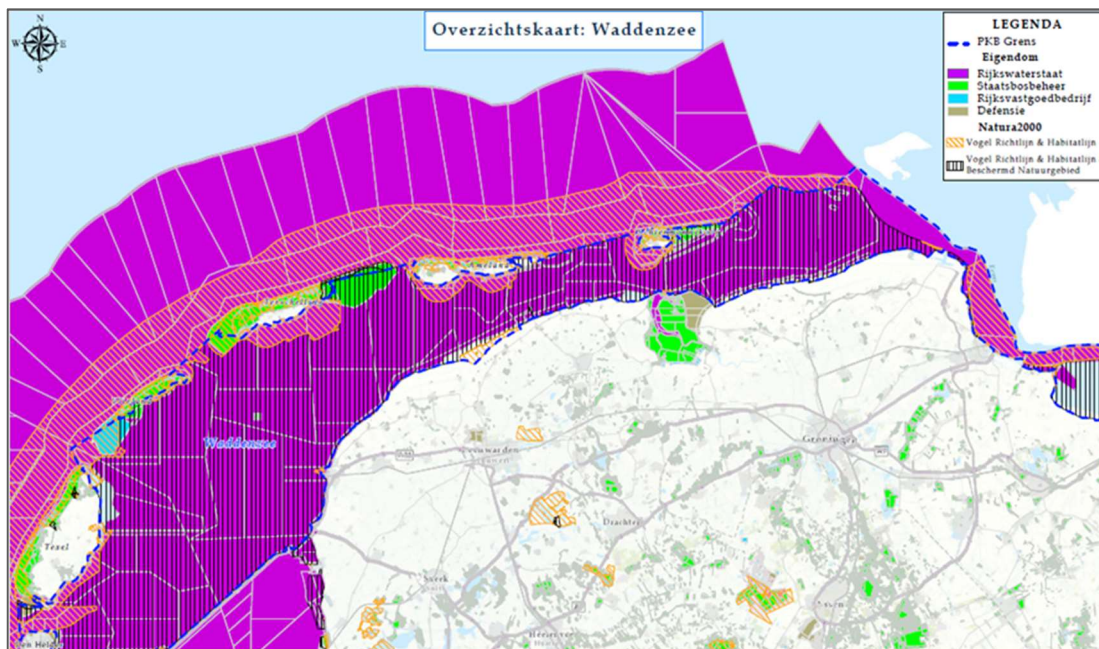 Overzichtskaart: Waddenzee
N
W E
S
LEGENDA
PKB Grens
Eigendom
Rijkswaterstaat
Staatsbosbeheer
Rijksvastgoedbedrijf
Defensie
Natura2000
Vogel Richtlijn & Habitatlijn
Vogel Richtlijn & Habitatlijn
Beschermd Natuurgebied
Ameland
Waddenzee
Groningen
Texel
Drachten